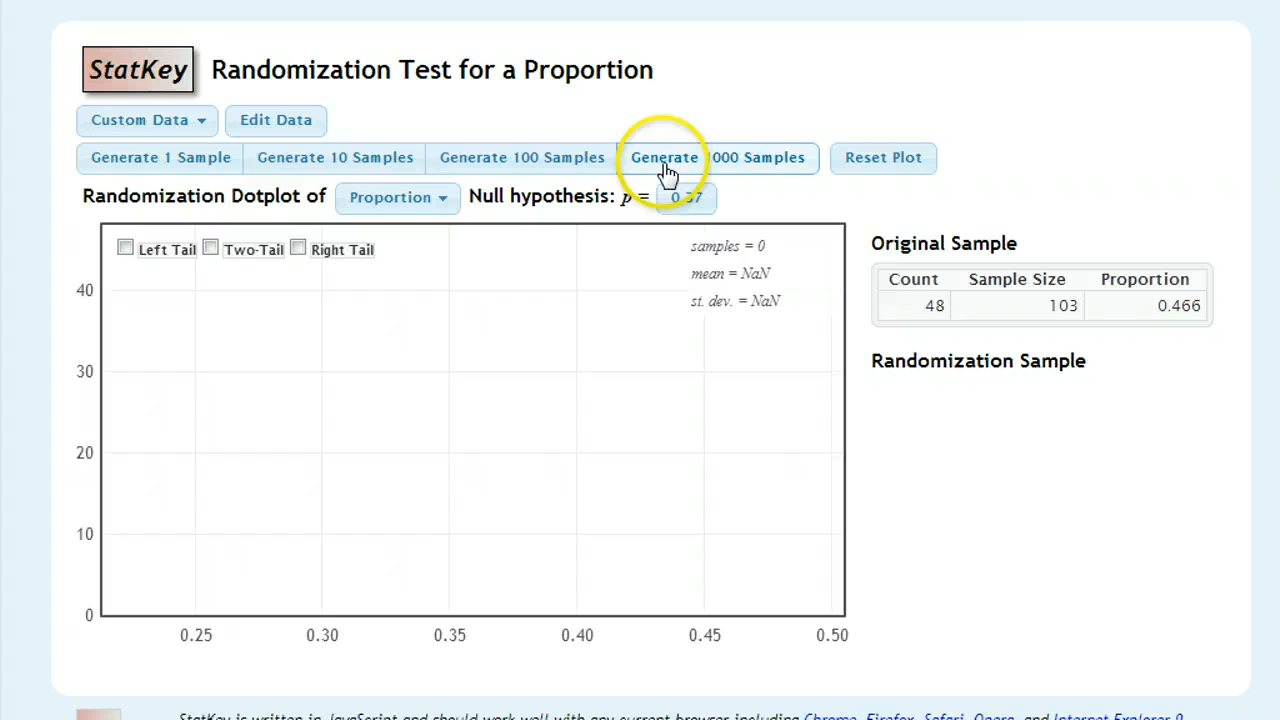 StatKey Randomization Test for a Proportion
Custom Data Edit Data
Generate 1 Sample Generate 10 Samples Generate 100 Samples Generate 1000 Samples Reset Plot
Randomization Dotplot of Proportion Null hypothesis: p = 0.37
Left Tail Two-Tail Right Tail
samples = 0
mean = NaN
st. dev. = NaN
40
30
20
10
0
0.25 0.30 0.35 0.40 0.45 0.50
Original Sample
Count Sample Size Proportion
48 103 0.466
Randomization Sample
StatKey is written in JavaScript and should work well with any current browser including Chrome, Firefox, Safari, Opera, and Internet Explorer 9